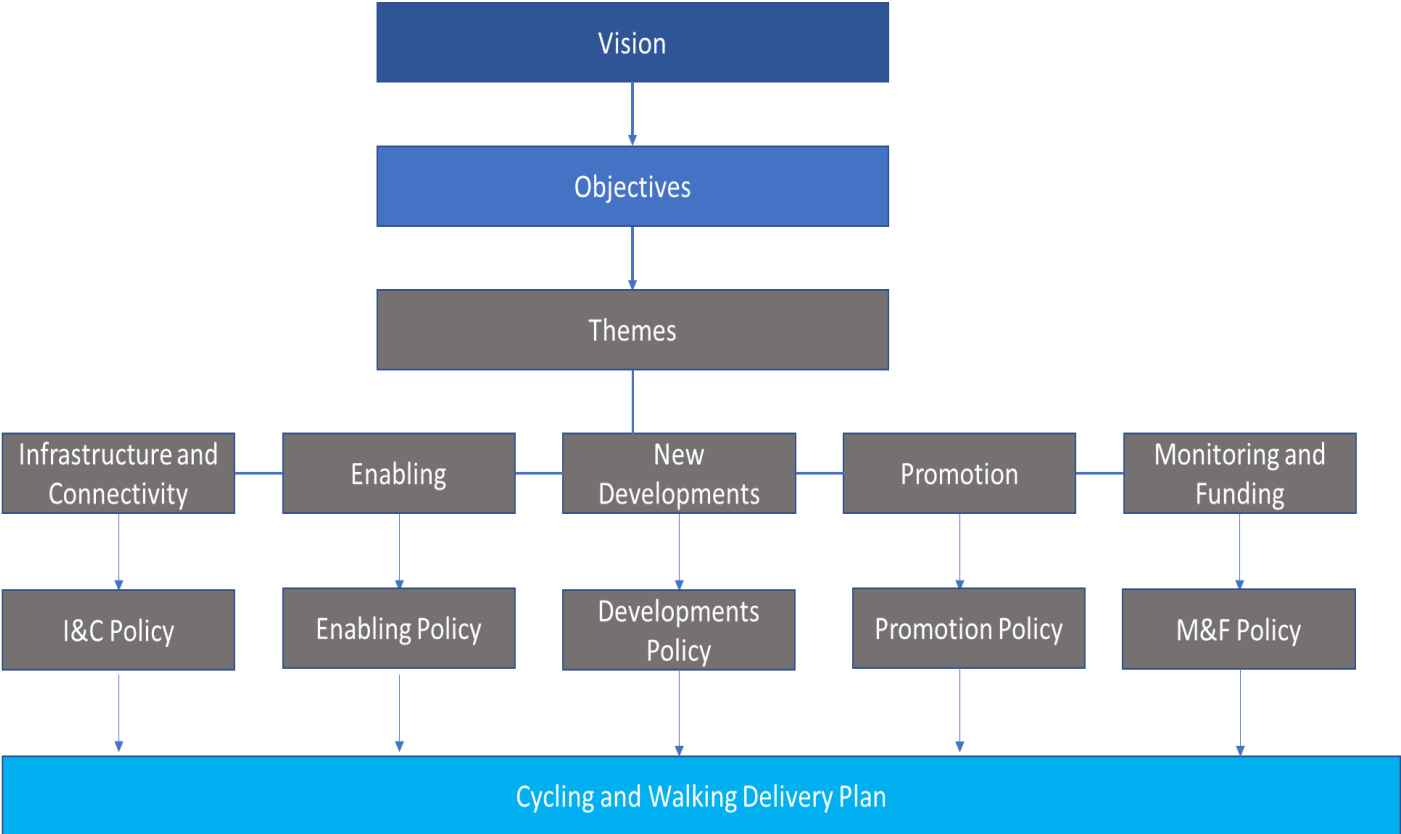 Vision
Objectives
Themes
Infrastructure and
Connectivity
Enabling
New
Developments
Promotion
Monitoring and
Funding
I&C Policy
Enabling Policy
Developments
Policy
Promotion Policy
M&F Policy
Cycling and Walking Delivery Plan